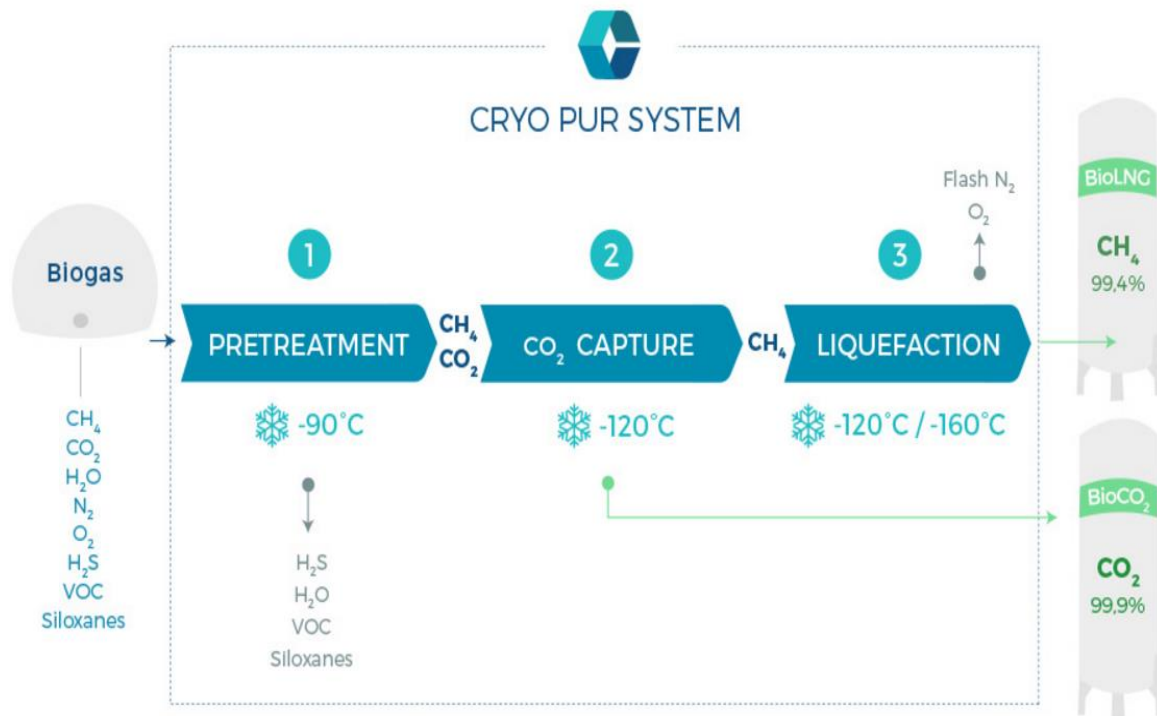 CRYO PUR SYSTEM
Biogas
CH₄
CO₂
H₂O
N₂
O₂
H₂S
VOC
Siloxanes
1
PRETREATMENT
-90°C
H₂S
H₂O
VOC
Siloxanes
CH₄
CO₂
2
CO₂ CAPTURE
-120°C
CH₄
3
LIQUEFACTION
-120°C / -160°C
Flash N₂
O₂
BioLNG
CH₄
99,4%
BioCO₂
CO₂
99,9%